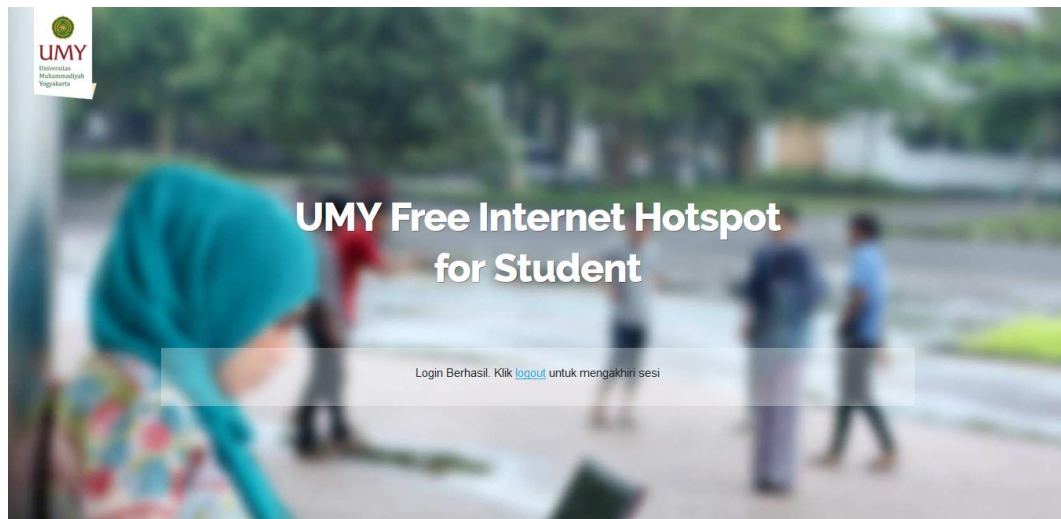 UMY
Universitas
Muhammadiyah
Yogyakarta
UMY Free Internet Hotspot
for Student
Login Berhasil. Klik logout untuk mengakhiri sesi